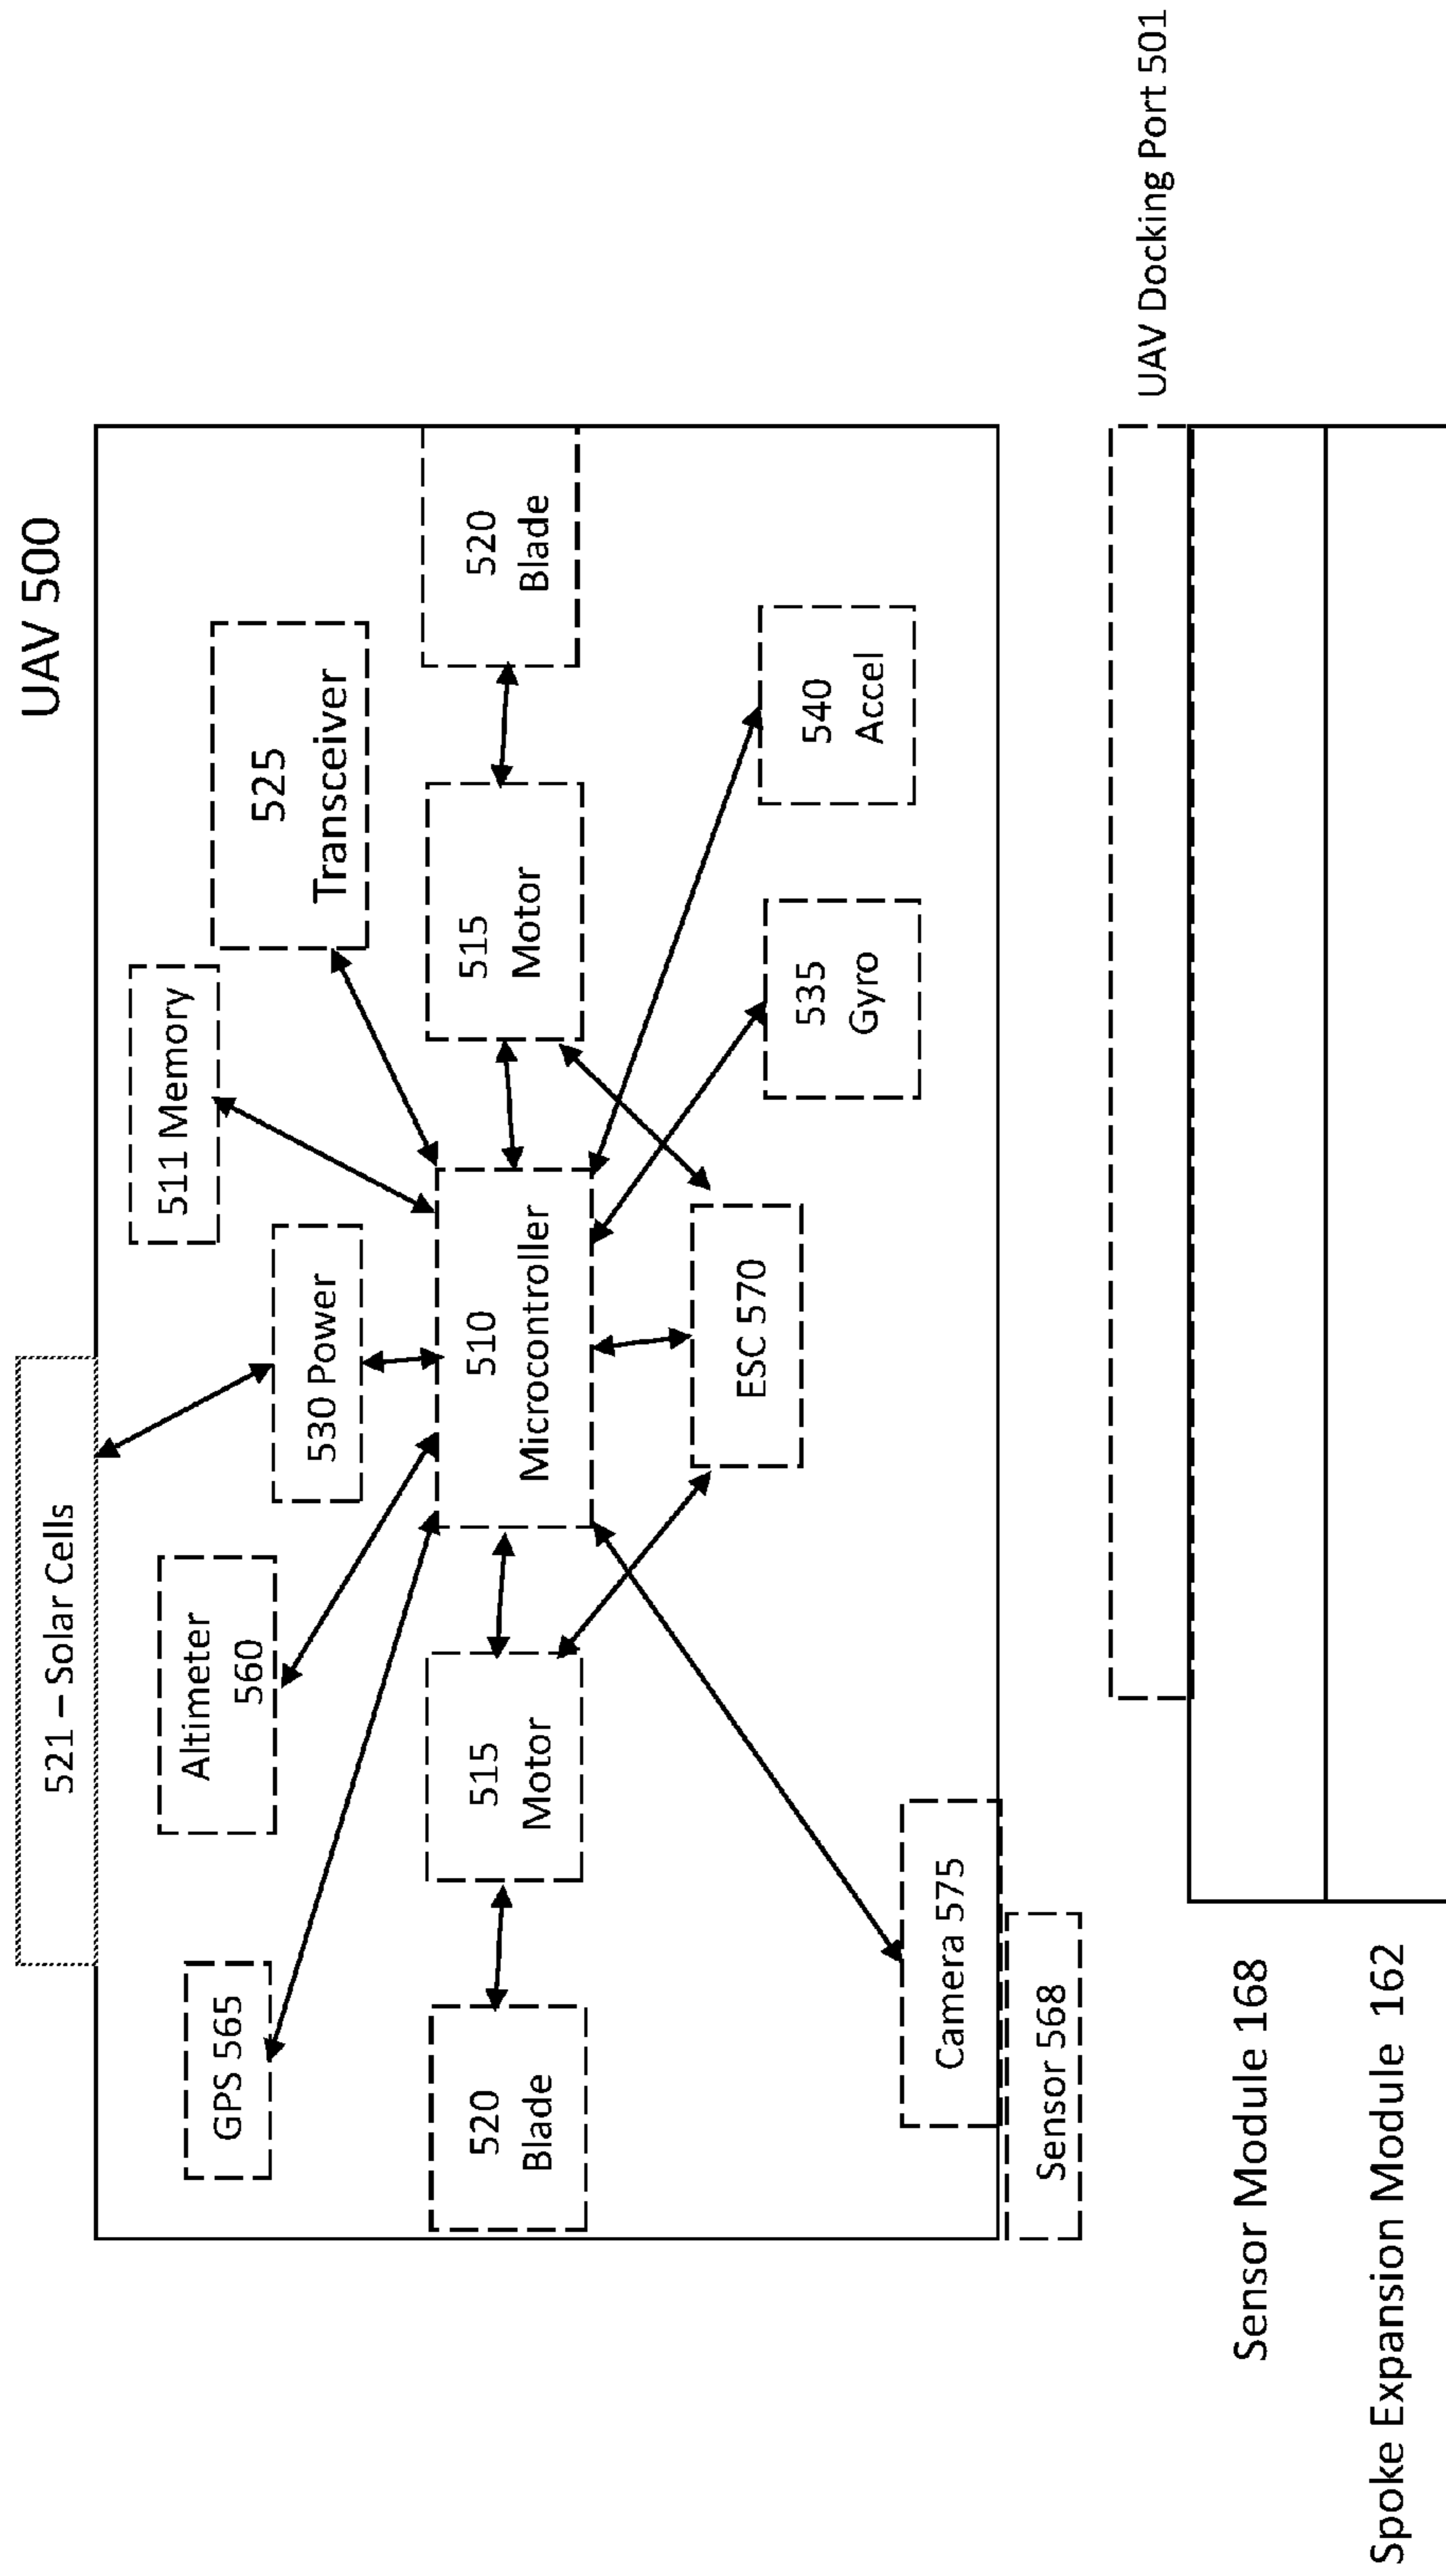 UAV 500
521 – Solar Cells
511 Memory
525
Transceiver
Altimeter
560
GPS 565
530 Power
520
Blade
515
Motor
510
Microcontroller
515
Motor
520
Blade
ESC 570
535
Gyro
540
Accel
Camera 575
Sensor 568
UAV Docking Port 501
Sensor Module 168
Spoke Expansion Module 162